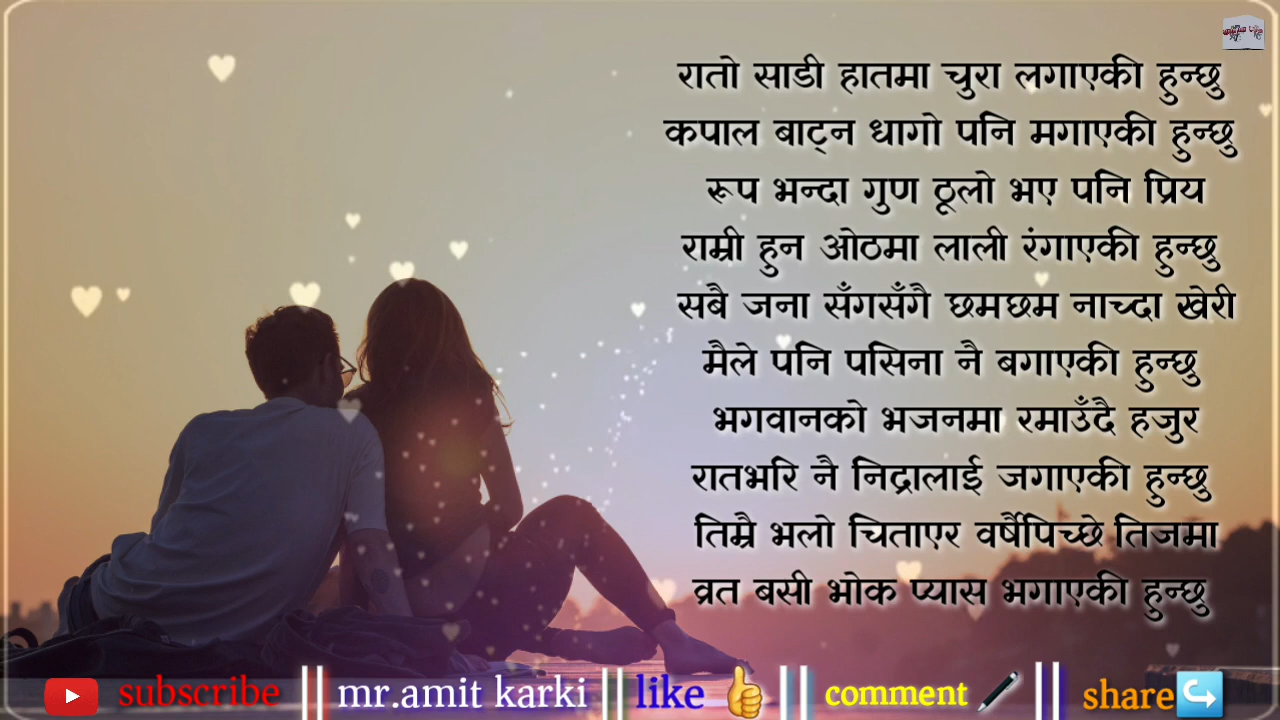 रातो साडी हातमा चुरा लगाएकी हुन्छु
कपाल बाट्न धागो पनि मगाएकी हुन्छु
रूप भन्दा गुण ठूलो भए पनि प्रिय
राम्री हुन ओठमा लाली रंगाएकी हुन्छु
सबै जना सँगसँगै छमछम नाच्दा खेरी
मैले पनि पसिना नै बगाएकी हुन्छु
भगवानको भजनमा रमाउँदै हजुर
रातभरि नै निद्रालाई जगाएकी हुन्छु
तिम्रै भलो चिताएर वर्षैपिच्छे तिजमा
व्रत बसी भोक प्यास भगाएकी हुन्छु
subscribe || mr.amit karki || like || comment || share